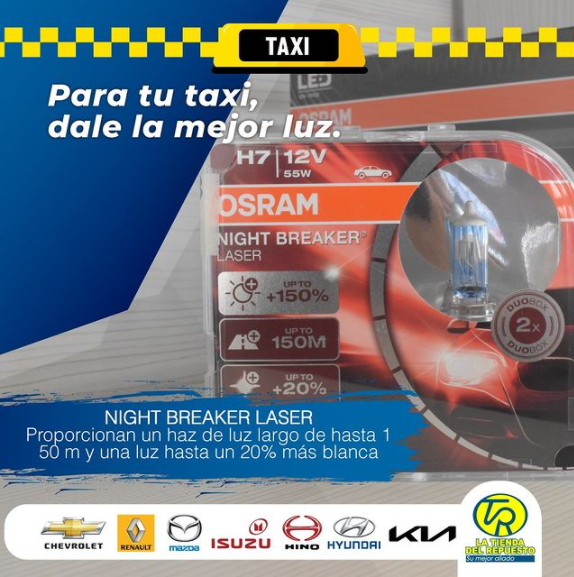 TAXI
Para tu taxi,
dale la mejor luz.
LED
OSRAM
H7 12V
55W
OSRAM
NIGHT BREAKER®
LASER
UP TO
+150%
UP TO
150M
UP TO
+20%
DUOBOX
2x
DUOBOX
NIGHT BREAKER LASER
Proporcionan un haz de luz largo de hasta 1
50 m y una luz hasta un 20% más blanca
CHEVROLET
RENAULT
mazda
ISUZU
HINO
HYUNDAI
KIA
TR
LA TIENDA
DEL REPUESTO
Su mejor aliado